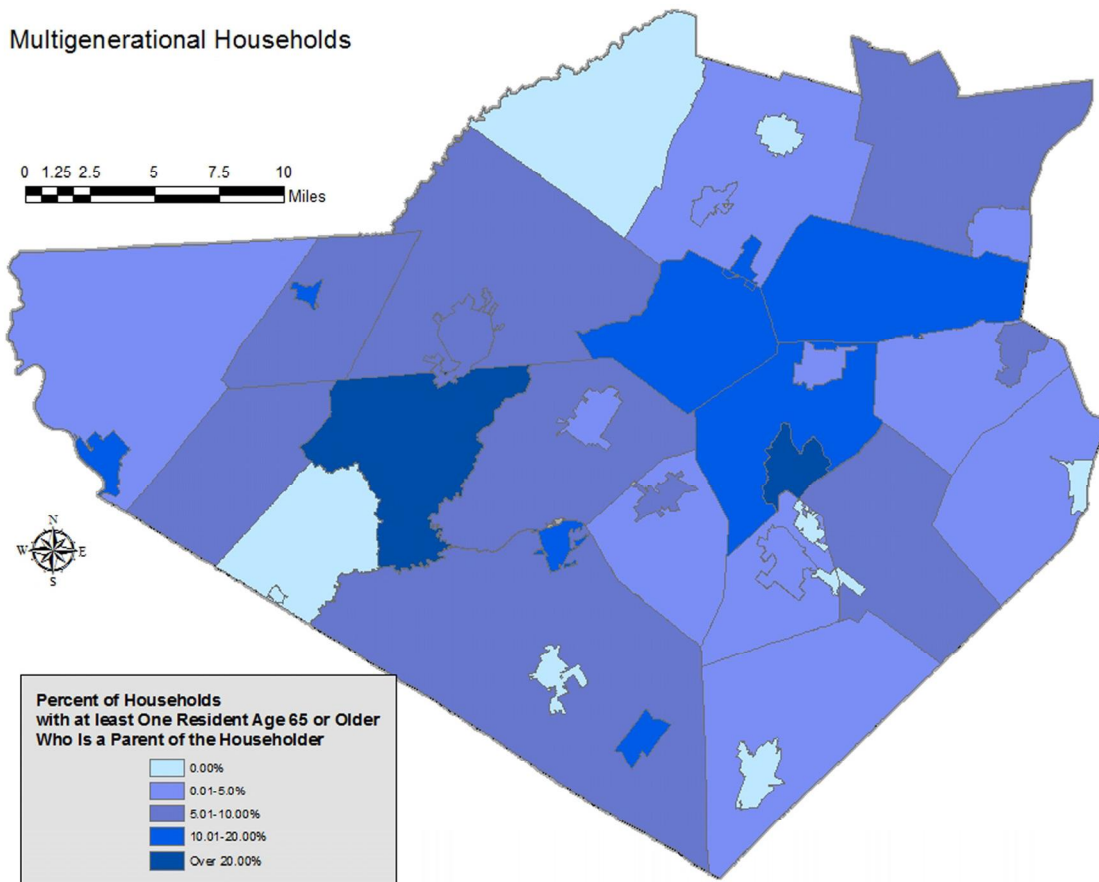 Multigenerational Households
0 1.25 2.5 5 7.5 10
Miles
N
W E
S
Percent of Households
with at least One Resident Age 65 or Older
Who Is a Parent of the Householder
0.00%
0.01-5.0%
5.01-10.00%
10.01-20.00%
Over 20.00%